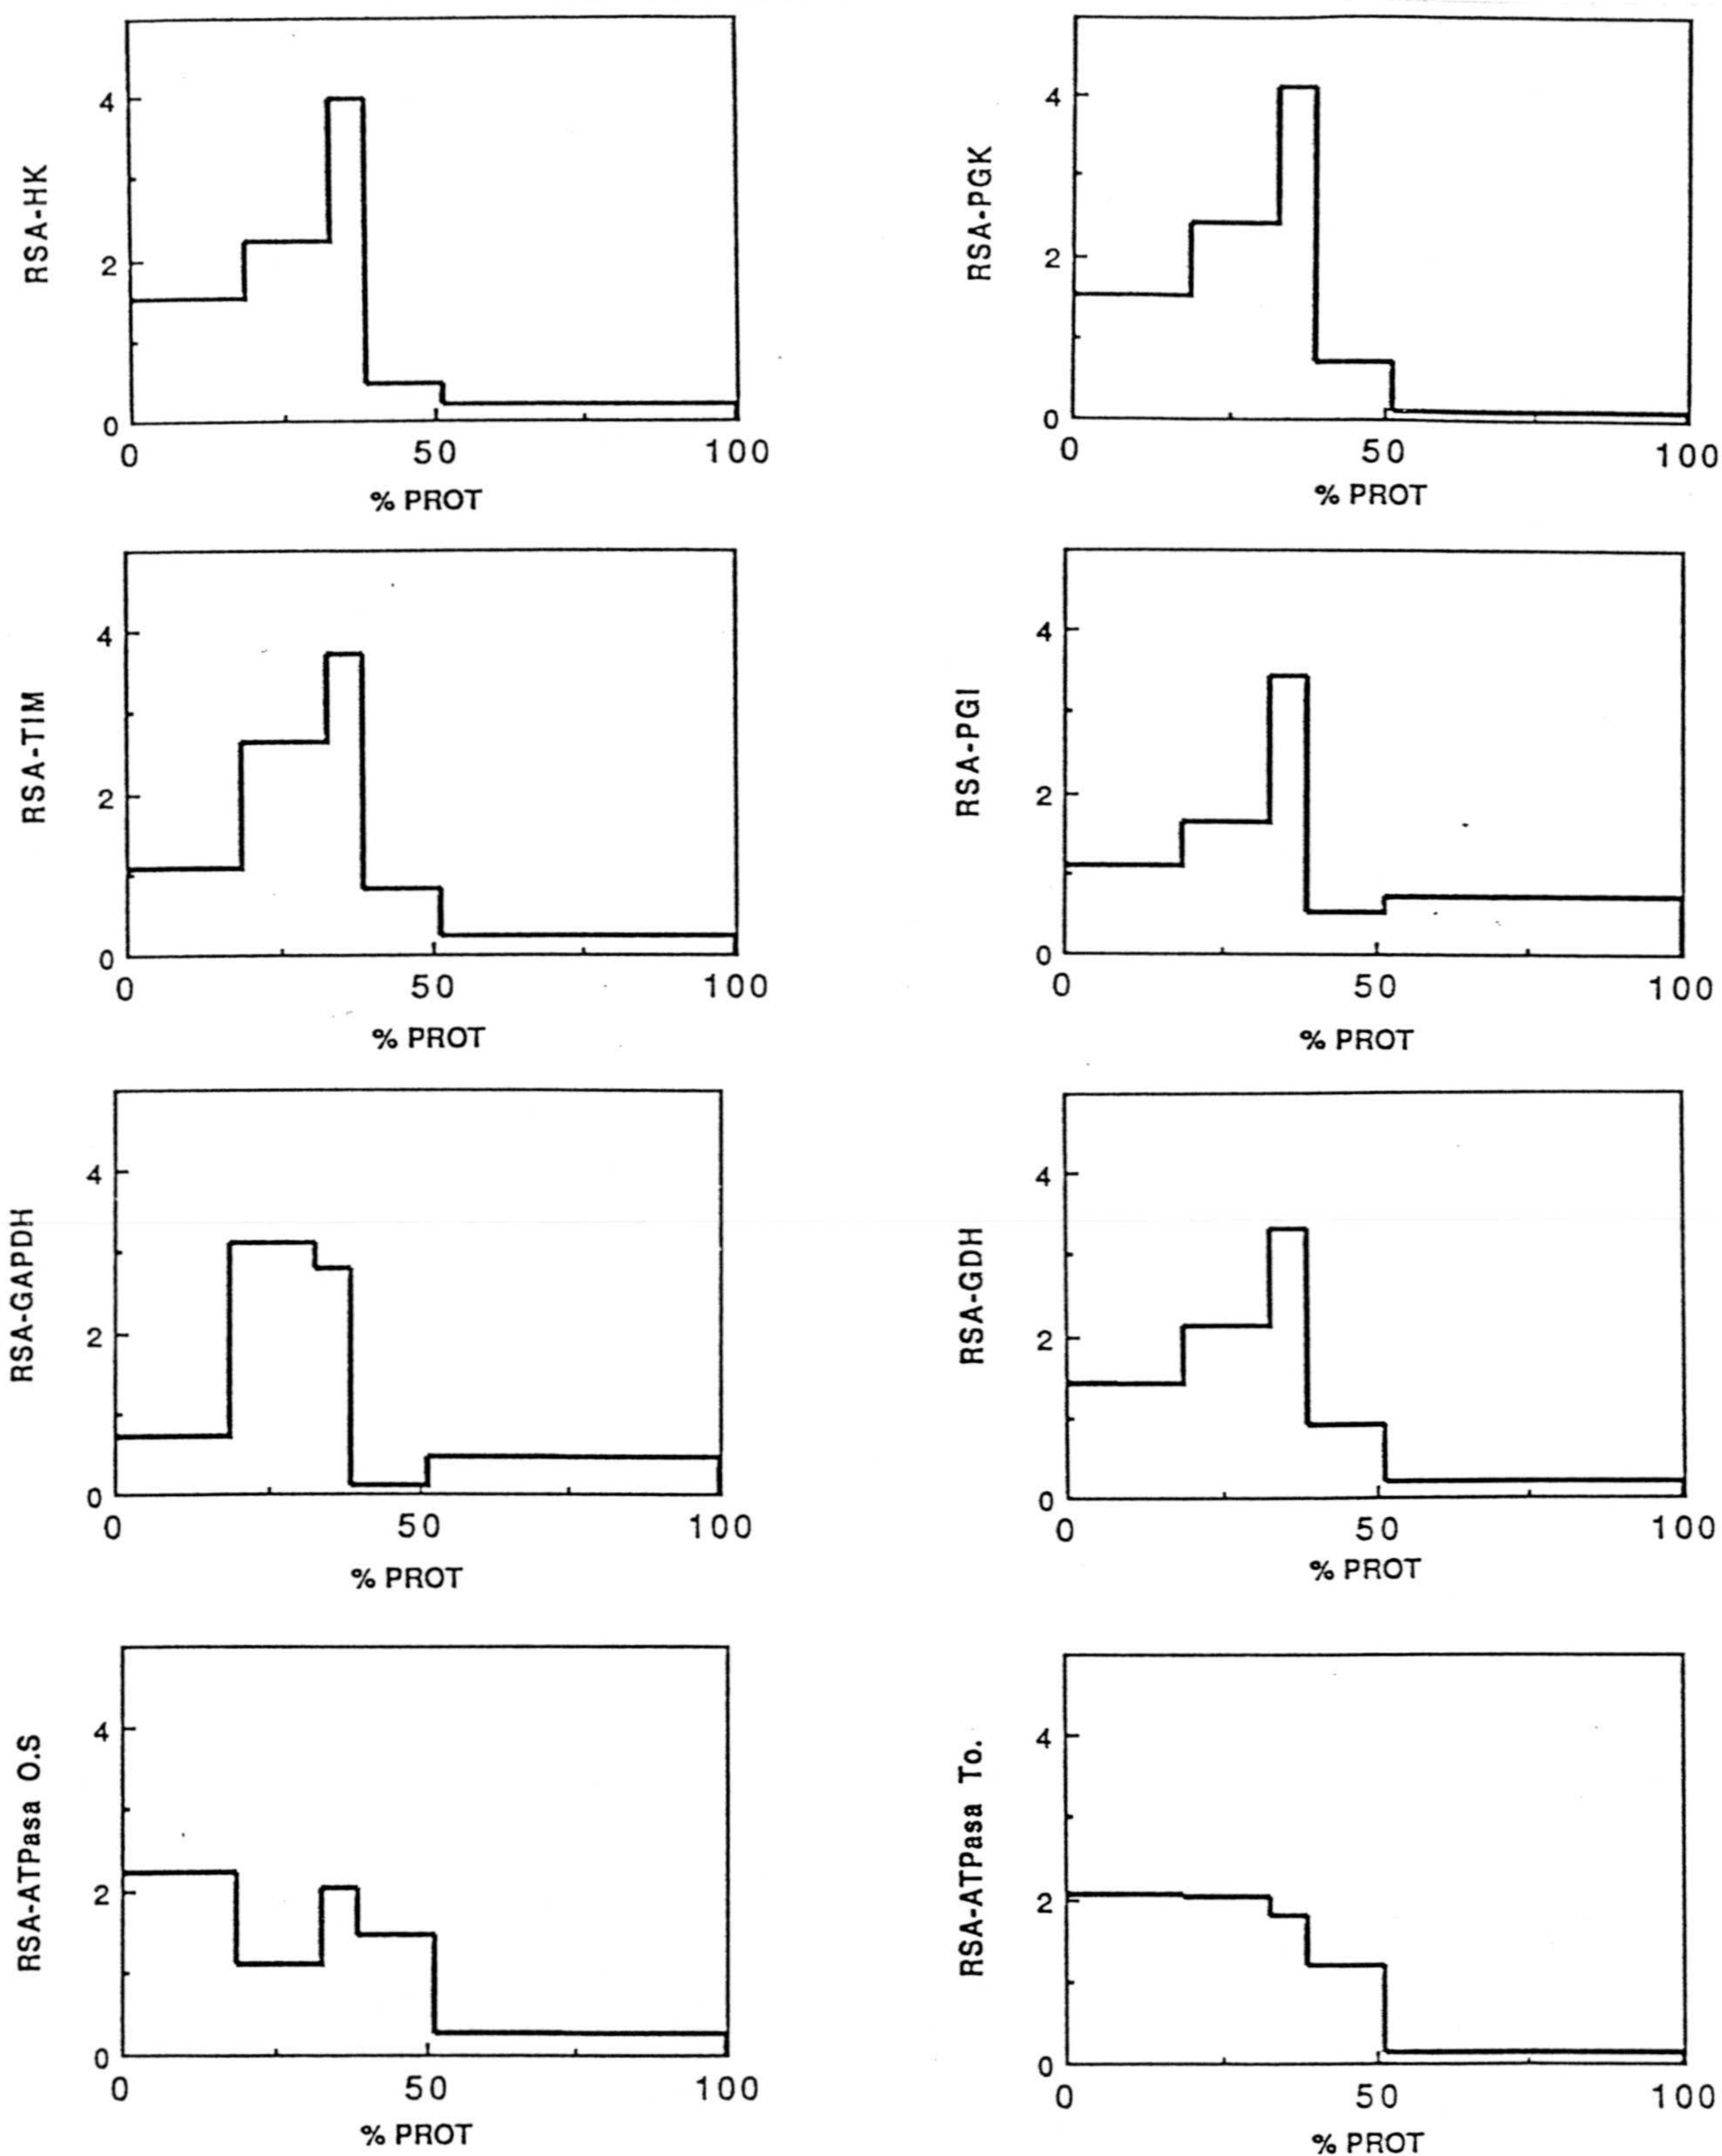 RSA-HK
4
2
0
0 50 100
% PROT
RSA-PGK
4
2
0
0 50 100
% PROT
RSA-TIM
4
2
0
0 50 100
% PROT
RSA-PGI
4
2
0
0 50 100
% PROT
RSA-GAPDH
4
2
0
0 50 100
% PROT
RSA-GDH
4
2
0
0 50 100
% PROT
RSA-ATPasa O.S
4
2
0
0 50 100
% PROT
RSA-ATPasa To.
4
2
0
0 50 100
% PROT